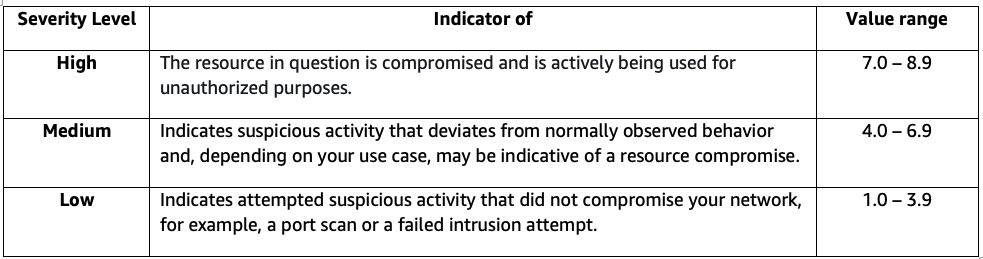 Severity Level Indicator of Value range
High The resource in question is compromised and is actively being used for 7.0 – 8.9
unauthorized purposes.
Medium Indicates suspicious activity that deviates from normally observed behavior 4.0 – 6.9
and, depending on your use case, may be indicative of a resource compromise.
Low Indicates attempted suspicious activity that did not compromise your network, 1.0 – 3.9
for example, a port scan or a failed intrusion attempt.